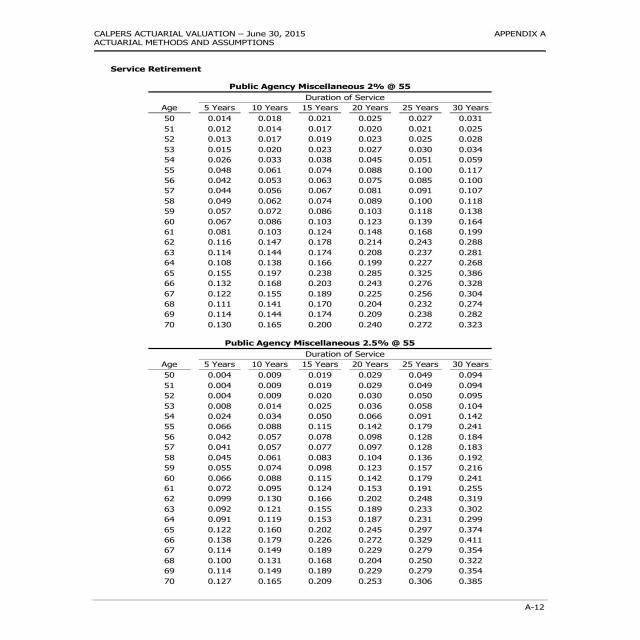 CALPERS ACTUARIAL VALUATION – June 30, 2015 APPENDIX A
ACTUARIAL METHODS AND ASSUMPTIONS
Service Retirement
Public Agency Miscellaneous 2% @ 55
Duration of Service
Age 5 Years 10 Years 15 Years 20 Years 25 Years 30 Years
50 0.014 0.018 0.021 0.025 0.027 0.031
51 0.012 0.014 0.017 0.020 0.021 0.025
52 0.013 0.017 0.019 0.023 0.025 0.028
53 0.015 0.020 0.023 0.027 0.030 0.034
54 0.026 0.033 0.038 0.045 0.051 0.059
55 0.048 0.061 0.074 0.088 0.100 0.117
56 0.042 0.053 0.063 0.075 0.085 0.100
57 0.044 0.056 0.067 0.081 0.091 0.107
58 0.049 0.062 0.074 0.089 0.100 0.118
59 0.057 0.072 0.086 0.103 0.118 0.138
60 0.067 0.086 0.103 0.123 0.139 0.164
61 0.081 0.103 0.124 0.148 0.168 0.199
62 0.116 0.147 0.178 0.214 0.243 0.288
63 0.114 0.144 0.174 0.208 0.237 0.281
64 0.108 0.138 0.166 0.199 0.227 0.268
65 0.155 0.197 0.238 0.285 0.325 0.386
66 0.132 0.168 0.203 0.243 0.276 0.328
67 0.122 0.155 0.189 0.225 0.256 0.304
68 0.111 0.141 0.170 0.204 0.232 0.274
69 0.114 0.144 0.174 0.209 0.238 0.282
70 0.130 0.165 0.200 0.240 0.272 0.323
Public Agency Miscellaneous 2.5% @ 55
Duration of Service
Age 5 Years 10 Years 15 Years 20 Years 25 Years 30 Years
50 0.004 0.009 0.019 0.029 0.049 0.094
51 0.004 0.009 0.019 0.029 0.049 0.094
52 0.004 0.009 0.020 0.030 0.050 0.095
53 0.008 0.014 0.025 0.036 0.058 0.104
54 0.024 0.034 0.050 0.066 0.091 0.142
55 0.066 0.088 0.115 0.142 0.179 0.241
56 0.042 0.057 0.078 0.098 0.128 0.184
57 0.041 0.057 0.077 0.097 0.128 0.183
58 0.045 0.061 0.083 0.104 0.136 0.192
59 0.055 0.074 0.098 0.123 0.157 0.216
60 0.066 0.088 0.115 0.142 0.179 0.241
61 0.072 0.095 0.124 0.153 0.191 0.255
62 0.099 0.130 0.166 0.202 0.248 0.319
63 0.092 0.121 0.155 0.189 0.233 0.302
64 0.091 0.119 0.153 0.187 0.231 0.299
65 0.122 0.160 0.202 0.245 0.297 0.374
66 0.138 0.179 0.226 0.272 0.329 0.411
67 0.114 0.149 0.189 0.229 0.279 0.354
68 0.100 0.131 0.168 0.204 0.250 0.322
69 0.114 0.149 0.189 0.229 0.279 0.354
70 0.127 0.165 0.209 0.253 0.306 0.385
A-12